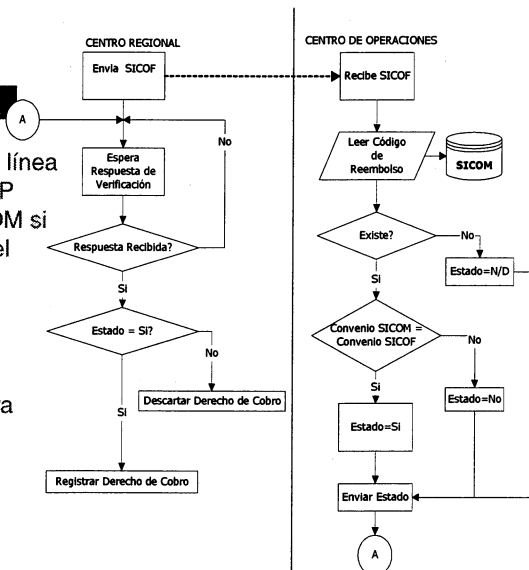 CENTRO REGIONAL
Envia SICOF
A
No
línea
P
OM si
el
Espera
Respuesta de
Verificación
Respuesta Recibida?
Si
Estado = Si?
No
Descartar Derecho de Cobro
Si
a
Registrar Derecho de Cobro
CENTRO DE OPERACIONES
Recibe SICOF
Leer Código
de
Reembolso
SICOM
Existe?
No
Estado=N/D
Si
Convenio SICOM =
Convenio SICOF
No
Si
Estado=No
Estado=Si
Enviar Estado
A